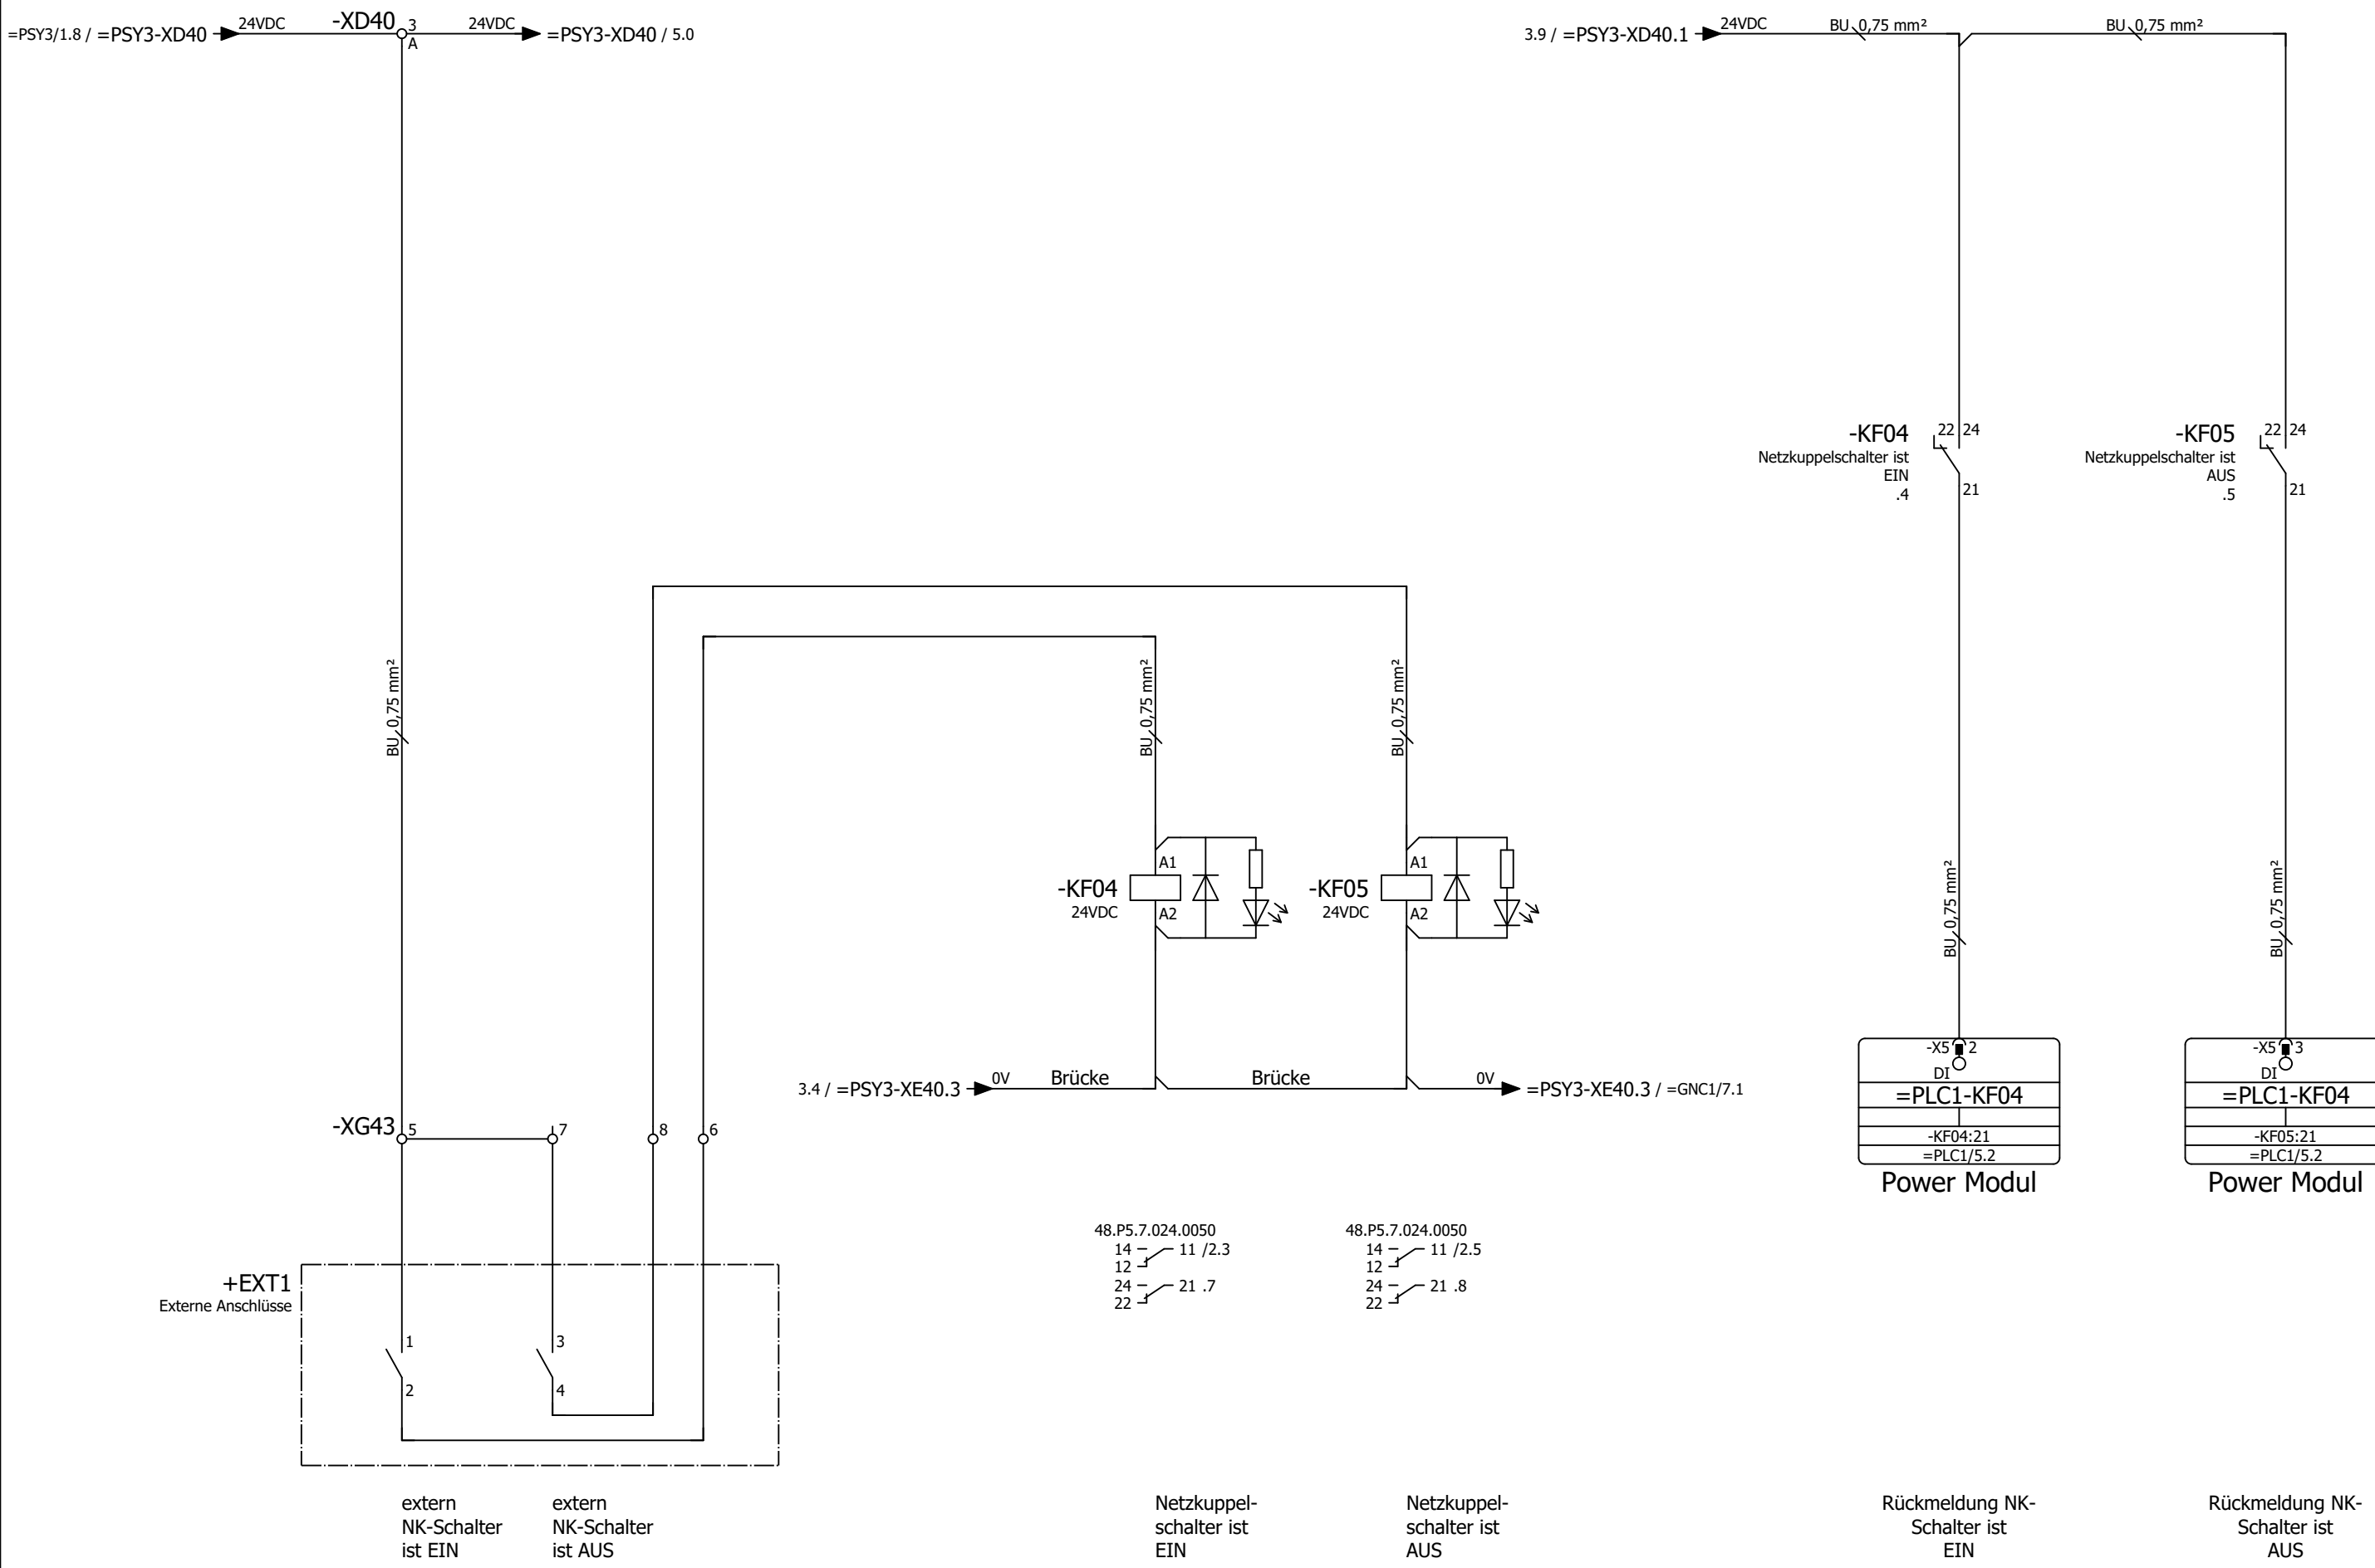 =PSY3/1.8 / =PSY3-XD40
24VDC
-XD40
3
A
24VDC
=PSY3-XD40 / 5.0
3.9 / =PSY3-XD40.1
24VDC
BU 0,75 mm²
BU 0,75 mm²
-KF04
Netzkuppelschalter ist
EIN
.4
22
24
21
-KF05
Netzkuppelschalter ist
AUS
.5
22
24
21
BU 0,75 mm²
BU 0,75 mm²
BU 0,75 mm²
-KF04
24VDC
A1
A2
-KF05
24VDC
A1
A2
BU 0,75 mm²
BU 0,75 mm²
3.4 / =PSY3-XE40.3
0V
Brücke
Brücke
0V
=PSY3-XE40.3 / =GNC1/7.1
-XG43
5
7
8
6
-X5
2
DI
=PLC1-KF04
-KF04:21
=PLC1/5.2
Power Modul
-X5
3
DI
=PLC1-KF04
-KF05:21
=PLC1/5.2
Power Modul
48.P5.7.024.0050
14
11 /2.3
12
24
21 .7
22
48.P5.7.024.0050
14
11 /2.5
12
24
21 .8
22
+EXT1
Externe Anschlüsse
1
2
3
4
extern
NK-Schalter
ist EIN
extern
NK-Schalter
ist AUS
Netzkuppel-
schalter ist
EIN
Netzkuppel-
schalter ist
AUS
Rückmeldung NK-
Schalter ist
EIN
Rückmeldung NK-
Schalter ist
AUS